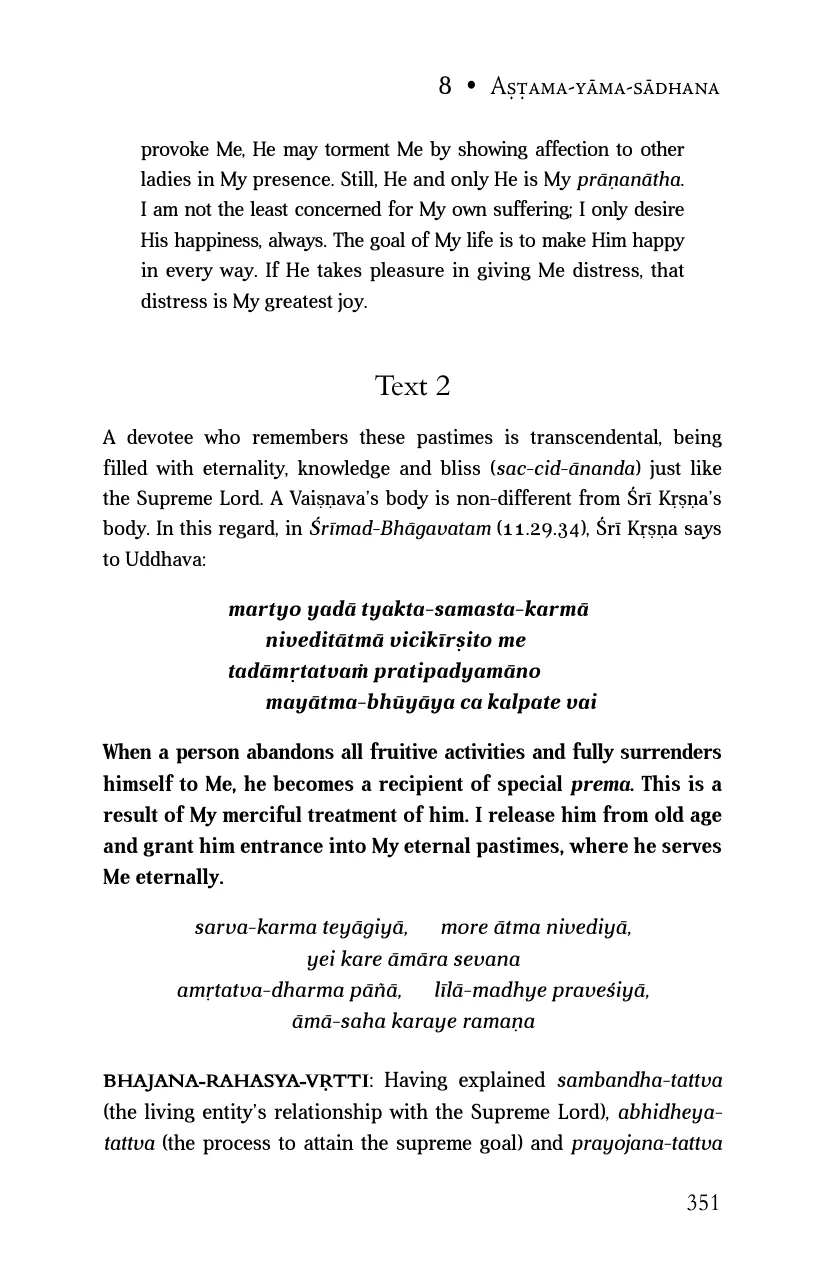 8 • Aṣṭama-yāma-sādhana
provoke Me, He may torment Me by showing affection to other
ladies in My presence. Still, He and only He is My prāṇanātha.
I am not the least concerned for My own suffering; I only desire
His happiness, always. The goal of My life is to make Him happy
in every way. If He takes pleasure in giving Me distress, that
distress is My greatest joy.
Text 2
A devotee who remembers these pastimes is transcendental, being
filled with eternality, knowledge and bliss (sac-cid-ānanda) just like
the Supreme Lord. A Vaiṣṇava’s body is non-different from Śrī Kṛṣṇa’s
body. In this regard, in Śrīmad-Bhāgavatam (11.29.34), Śrī Kṛṣṇa says
to Uddhava:
martyo yadā tyakta-samasta-karmā
niveditātmā vicikīrṣito me
tadāmṛtatvaṁ pratipadyamāno
mayātma-bhūyāya ca kalpate vai
When a person abandons all fruitive activities and fully surrenders
himself to Me, he becomes a recipient of special prema. This is a
result of My merciful treatment of him. I release him from old age
and grant him entrance into My eternal pastimes, where he serves
Me eternally.
sarva-karma teyāgiyā, more ātma nivediyā,
yei kare āmāra sevana
amṛtatva-dharma pāñā, līlā-madhye praveśiyā,
āmā-saha karaye ramaṇa
BHAJANA-RAHASYA-VṚTTI: Having explained sambandha-tattva
(the living entity’s relationship with the Supreme Lord), abhidheya-
tattva (the process to attain the supreme goal) and prayojana-tattva
351